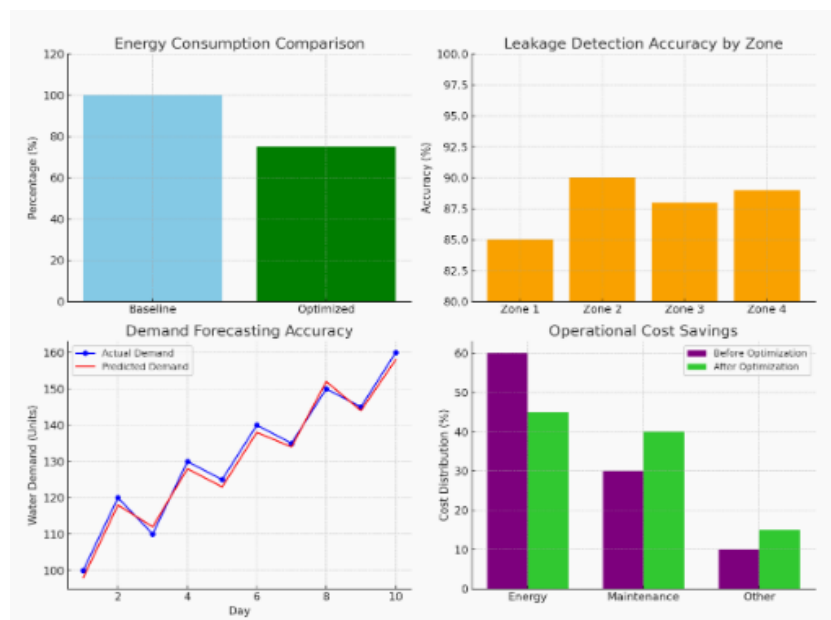 Energy Consumption Comparison
120
100
80
60
40
20
0
Percentage (%)
Baseline
Optimized
Leakage Detection Accuracy by Zone
100.0
97.5
95.0
92.5
90.0
87.5
85.0
82.5
80.0
Accuracy (%)
Zone 1
Zone 2
Zone 3
Zone 4
Demand Forecasting Accuracy
Actual Demand
Predicted Demand
160
150
140
130
120
110
100
Water Demand (Units)
2
4
6
8
10
Day
Operational Cost Savings
Before Optimization
After Optimization
60
50
40
30
20
10
0
Cost Distribution (%)
Energy
Maintenance
Other